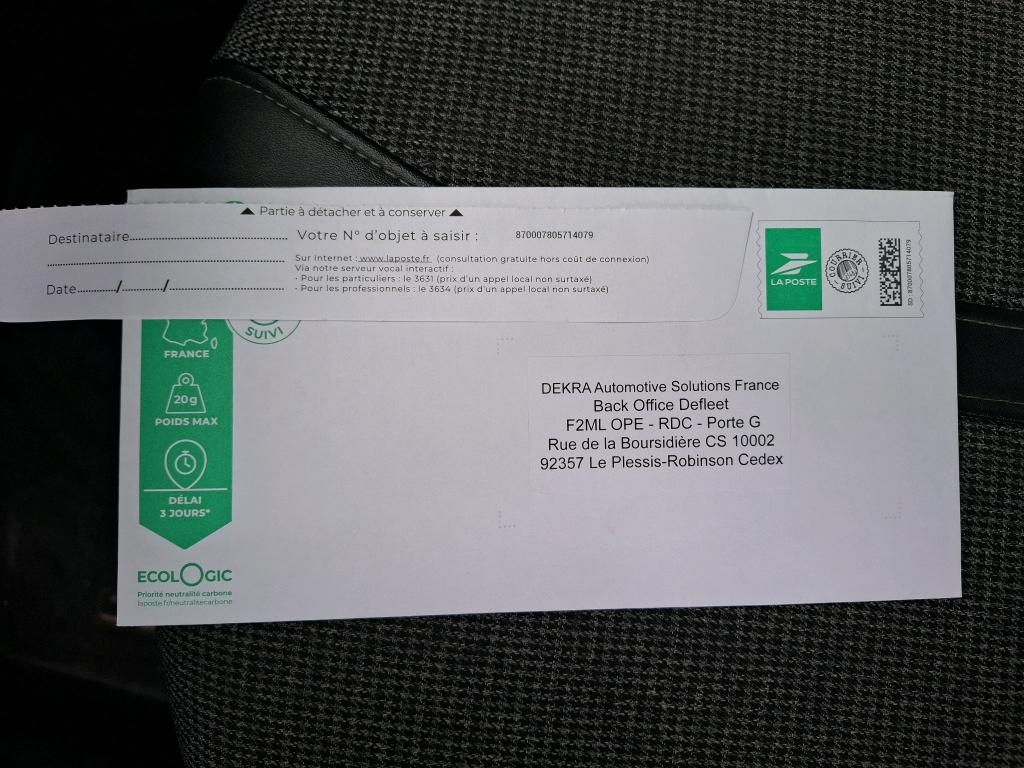 Partie à détacher et à conserver
Destinataire
Votre N° d'objet à saisir : 870007805714079
Sur Internet : www.laposte.fr (consultation gratuite hors coût de connexion)
Via notre serveur vocal interactif :
- Pour les particuliers : le 3631 (prix d'un appel local non surtaxé)
Date / /
- Pour les professionnels : le 3634 (prix d'un appel local non surtaxé)
LA POSTE
COURRIER SUIVI
SD : 870007805714079
SUIVI
FRANCE
20g
POIDS MAX
DÉLAI
3 JOURS*
ECOLOGIC
Priorité neutralité carbone
laposte.fr/neutralitecarbone
DEKRA Automotive Solutions France
Back Office Defleet
F2ML OPE - RDC - Porte G
Rue de la Boursidière CS 10002
92357 Le Plessis-Robinson Cedex